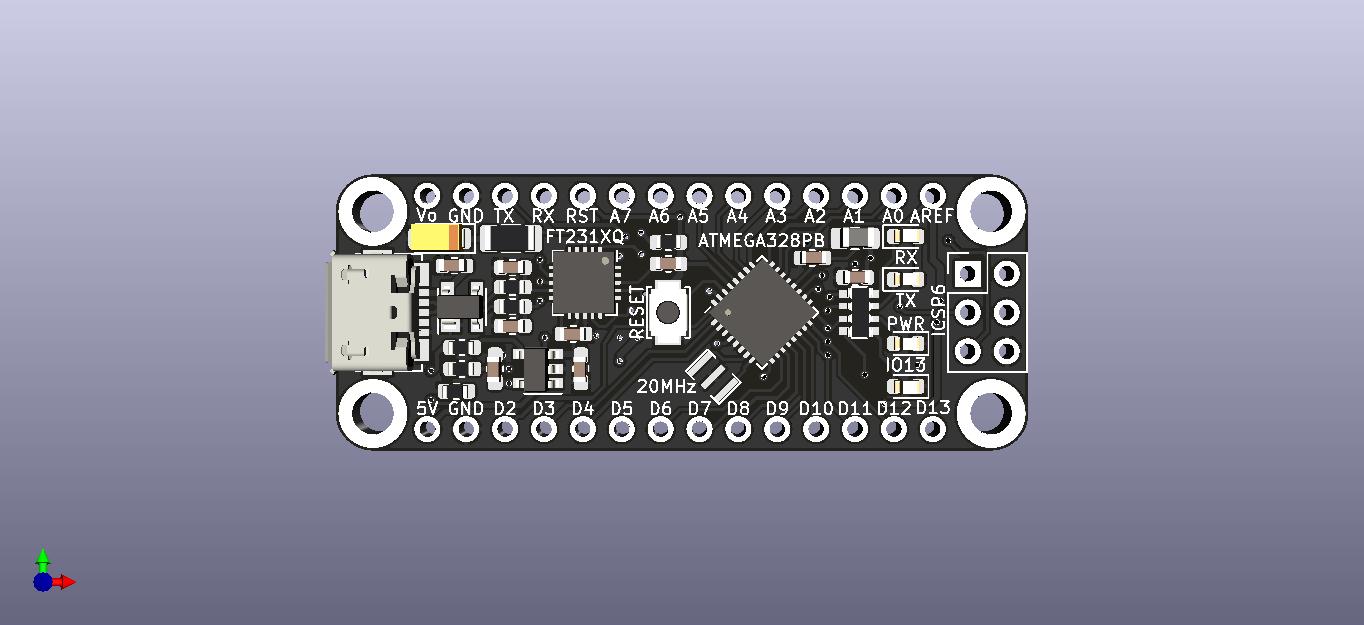 Vo GND TX RX RST A7 A6 A5 A4 A3 A2 A1 A0 AREF
FT231XQ
ATMEGA328PB
RX
TX
ICSP6
RESET
PWR
IO13
20MHz
5V GND D2 D3 D4 D5 D6 D7 D8 D9 D10 D11 D12 D13